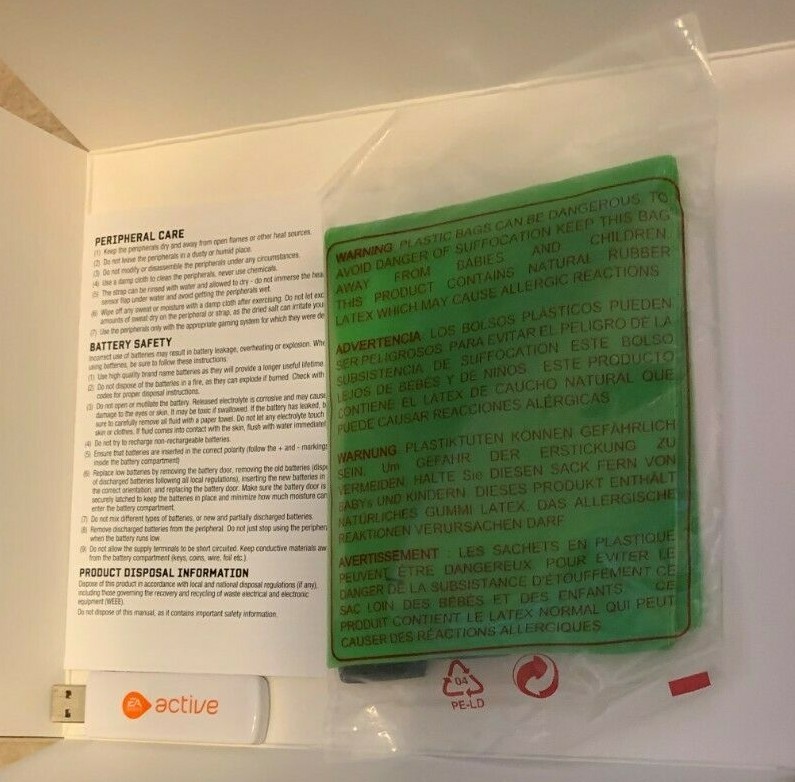 PERIPHERAL CARE
(1) Keep the peripherals dry and away from open flames or other heat sources.
(2) Do not leave the peripherals in a dusty or humid place.
(3) Do not modify or disassemble the peripherals under any circumstances.
(4) Use a damp cloth to clean the peripherals, never use chemicals.
(5) The strap can be rinsed with water and allowed to dry - do not immerse the hea
sensor flap under water and avoid getting the peripherals wet.
(6) Wipe off any sweat or moisture with a damp cloth after exercising. Do not let exc
amounts of sweat dry on the peripheral or strap, as the dried salt can irritate you
(7) Use the peripherals only with the appropriate gaming system for which they were de
BATTERY SAFETY
Incorrect use of batteries may result in battery leakage, overheating or explosion. Whe
using batteries, be sure to follow these instructions:
(1) Use high quality brand name batteries as they will provide a longer useful lifetime.
(2) Do not dispose of the batteries in a fire, as they can explode if burned. Check with
codes for proper disposal instructions.
(3) Do not open or mutilate the battery. Released electrolyte is corrosive and may cause
damage to the eyes or skin. It may be toxic if swallowed. If the battery has leaked, b
sure to carefully remove all fluid with a paper towel. Do not let any electrolyte touch
skin or clothes. If fluid comes into contact with the skin, flush with water immediatel
(4) Do not try to recharge non-rechargeable batteries.
(5) Ensure that batteries are inserted in the correct polarity (follow the + and - markings
inside the battery compartment)
(6) Replace low batteries by removing the battery door, removing the old batteries (dispo
of discarded batteries following all local regulations), inserting the new batteries in
the correct orientation, and replacing the battery door. Make sure the battery door is
securely latched to keep the batteries in place and minimize how much moisture can
enter the battery compartment.
(7) Do not mix different types of batteries, or new and partially discharged batteries.
(8) Remove discharged batteries from the peripheral. Do not just stop using the peripher
when the battery runs low.
(9) Do not allow the supply terminals to be short circuited. Keep conductive materials aw
from the battery compartment (keys, coins, wire, foil etc.).
PRODUCT DISPOSAL INFORMATION
Dispose of this product in accordance with local and national disposal regulations (if any),
including those governing the recovery and recycling of waste electrical and electronic
equipment (WEEE).
Do not dispose of this manual, as it contains important safety information.
EA active
WARNING PLASTIC BAGS CAN BE DANGEROUS. TO
AVOID DANGER OF SUFFOCATION KEEP THIS BAG
AWAY FROM BABIES AND CHILDREN.
THIS PRODUCT CONTAINS NATURAL RUBBER
LATEX WHICH MAY CAUSE ALLERGIC REACTIONS
ADVERTENCIA LOS BOLSOS PLÁSTICOS PUEDEN
SER PELIGROSOS PARA EVITAR EL PELIGRO DE LA
SUBSISTENCIA DE SUFFOCATION ESTE BOLSO
LEJOS DE BEBÉS Y DE NIÑOS. ESTE PRODUCTO
CONTIENE EL LATEX DE CAUCHO NATURAL QUE
PUEDE CAUSAR REACCIONES ALÉRGICAS
WARNUNG PLASTIKTÜTEN KÖNNEN GEFÄHRLICH
SEIN. Um GEFAHR DER ERSTICKUNG ZU
VERMEIDEN, HALTE Sie DIESEN SACK FERN VON
BABYs UND KINDERN. DIESES PRODUKT ENTHÄLT
NATÜRLICHES GUMMI LATEX, DAS ALLERGISCHE
REAKTIONEN VERURSACHEN DARF
AVERTISSEMENT : LES SACHETS EN PLASTIQUE
PEUVENT ÊTRE DANGEREUX. POUR ÉVITER LE
DANGER DE LA SUBSISTANCE D'ÉTOUFFEMENT CE
SAC LOIN DES BÉBÉS ET DES ENFANTS. CE
PRODUIT CONTIENT LE LATEX NORMAL QUI PEUT
CAUSER DES RÉACTIONS ALLERGIQUES
04
PE-LD